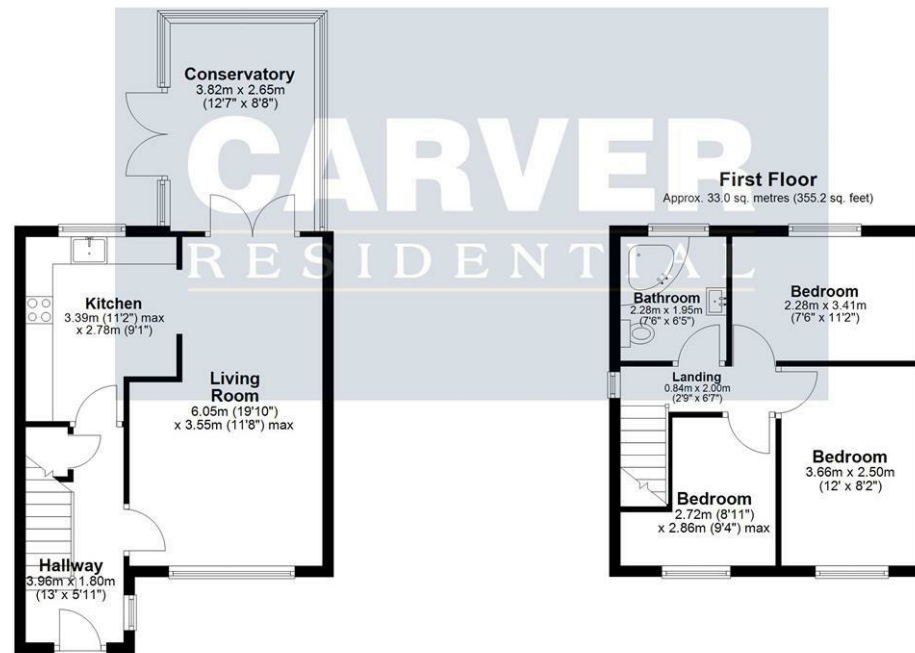 Conservatory
3.82m x 2.65m
(12'7" x 8'8")
CARVER
RESIDENTIAL
Kitchen
3.39m (11'2") max
x 2.78m (9'1")
Living
Room
6.05m (19'10")
x 3.55m (11'8") max
Hallway
3.96m x 1.80m
(13' x 5'11")
First Floor
Approx. 33.0 sq. metres (355.2 sq. feet)
Bathroom
2.28m x 1.95m
(7'6" x 6'5")
Bedroom
2.28m x 3.41m
(7'6" x 11'2")
Landing
0.84m x 2.00m
(2'9" x 6'7")
Bedroom
3.66m x 2.50m
(12' x 8'2")
Bedroom
2.72m (8'11")
x 2.86m (9'4") max